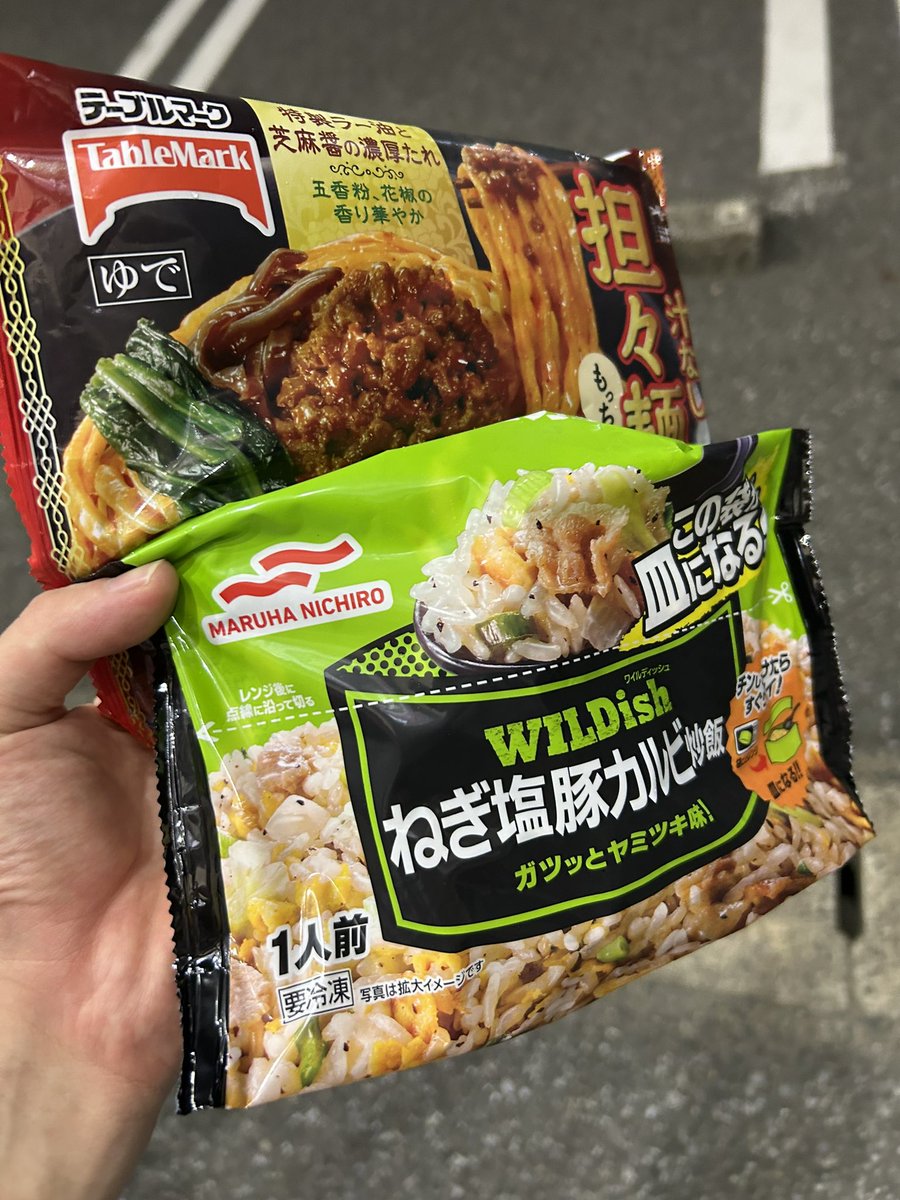 テーブルマーク
TableMark
ゆで
特製ラー油と
芝麻醤の濃厚たれ
五香粉、花椒の
香り華やか
汁な
担々麺
もっち
MARUHA NICHIRO
この袋が
皿になる!
レンジ後に
点線に沿って切る
ワイルディッシュ
WILDish
ねぎ塩豚カルビ炒飯
ガツッとヤミツキ味!
チンしたら
すぐ
皿になる!!
1人前
要冷凍
写真は拡大イメージです